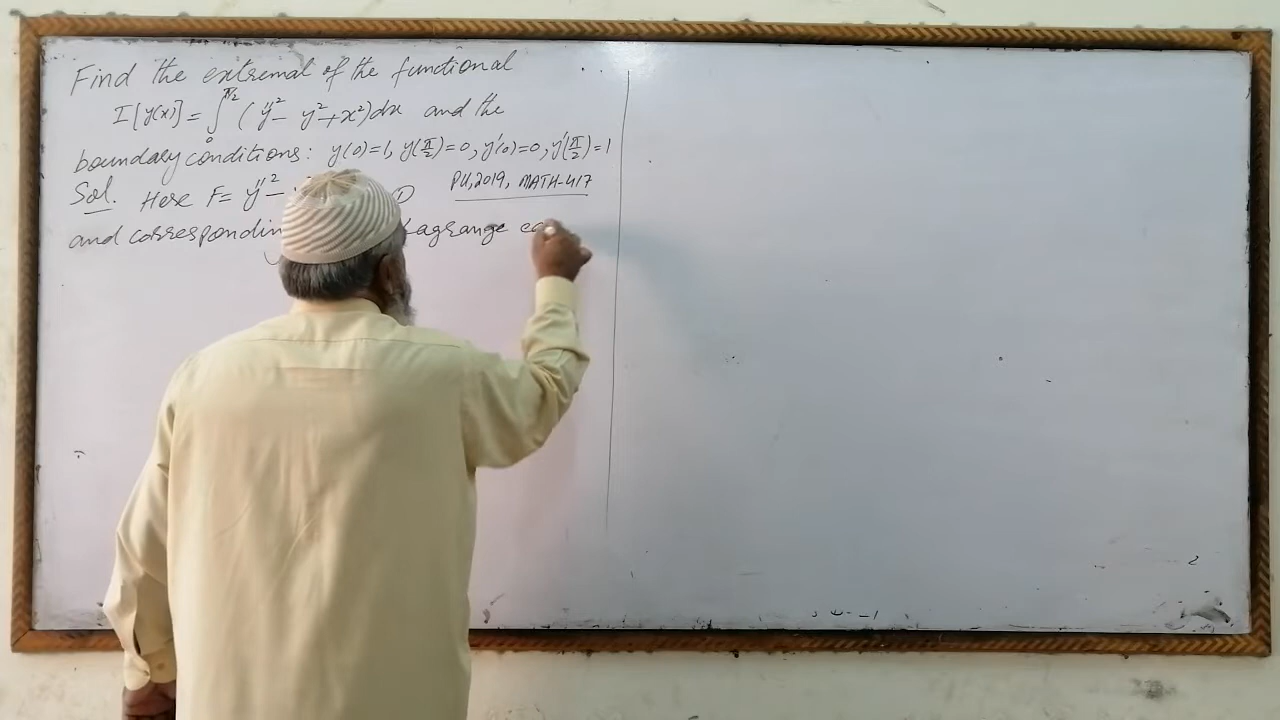 Find the extremal of the functional
I[y(x)] = ∫₀^{π/2} (y''² - y² + x²)dx and the
boundary conditions: y(0)=1, y(π/2)=0, y'(0)=0, y'(π/2)=1
Sol. Here F = y''² - ① PU,2019, MATH-417
and correspondin Lagrange